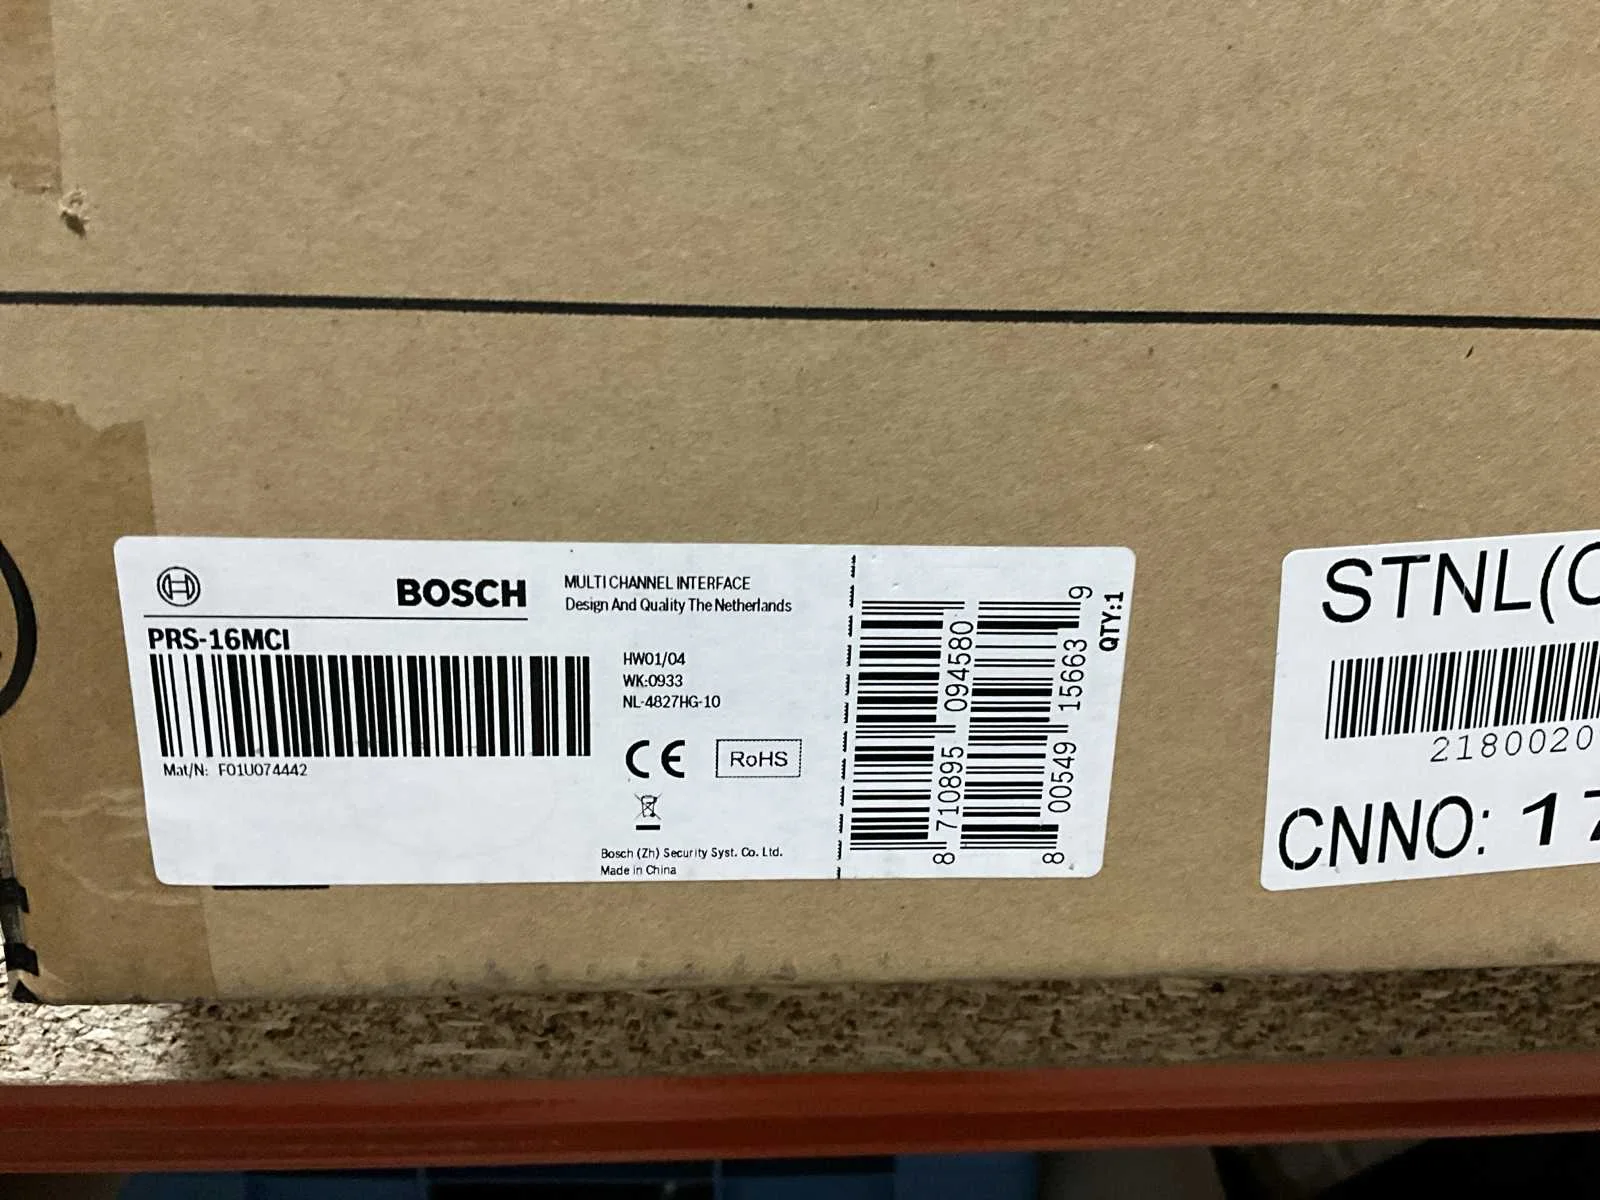 BOSCH
MULTI CHANNEL INTERFACE
Design And Quality The Netherlands
PRS-16MCI
HW01/04
WK:0933
NL-4827HG-10
Mat/N: F01U074442
CE
RoHS
Bosch (Zh) Security Syst. Co. Ltd.
Made in China
8 710895 094580
8 00549 15663 9
QTY:1
STNL(
2180020
CNNO: 1